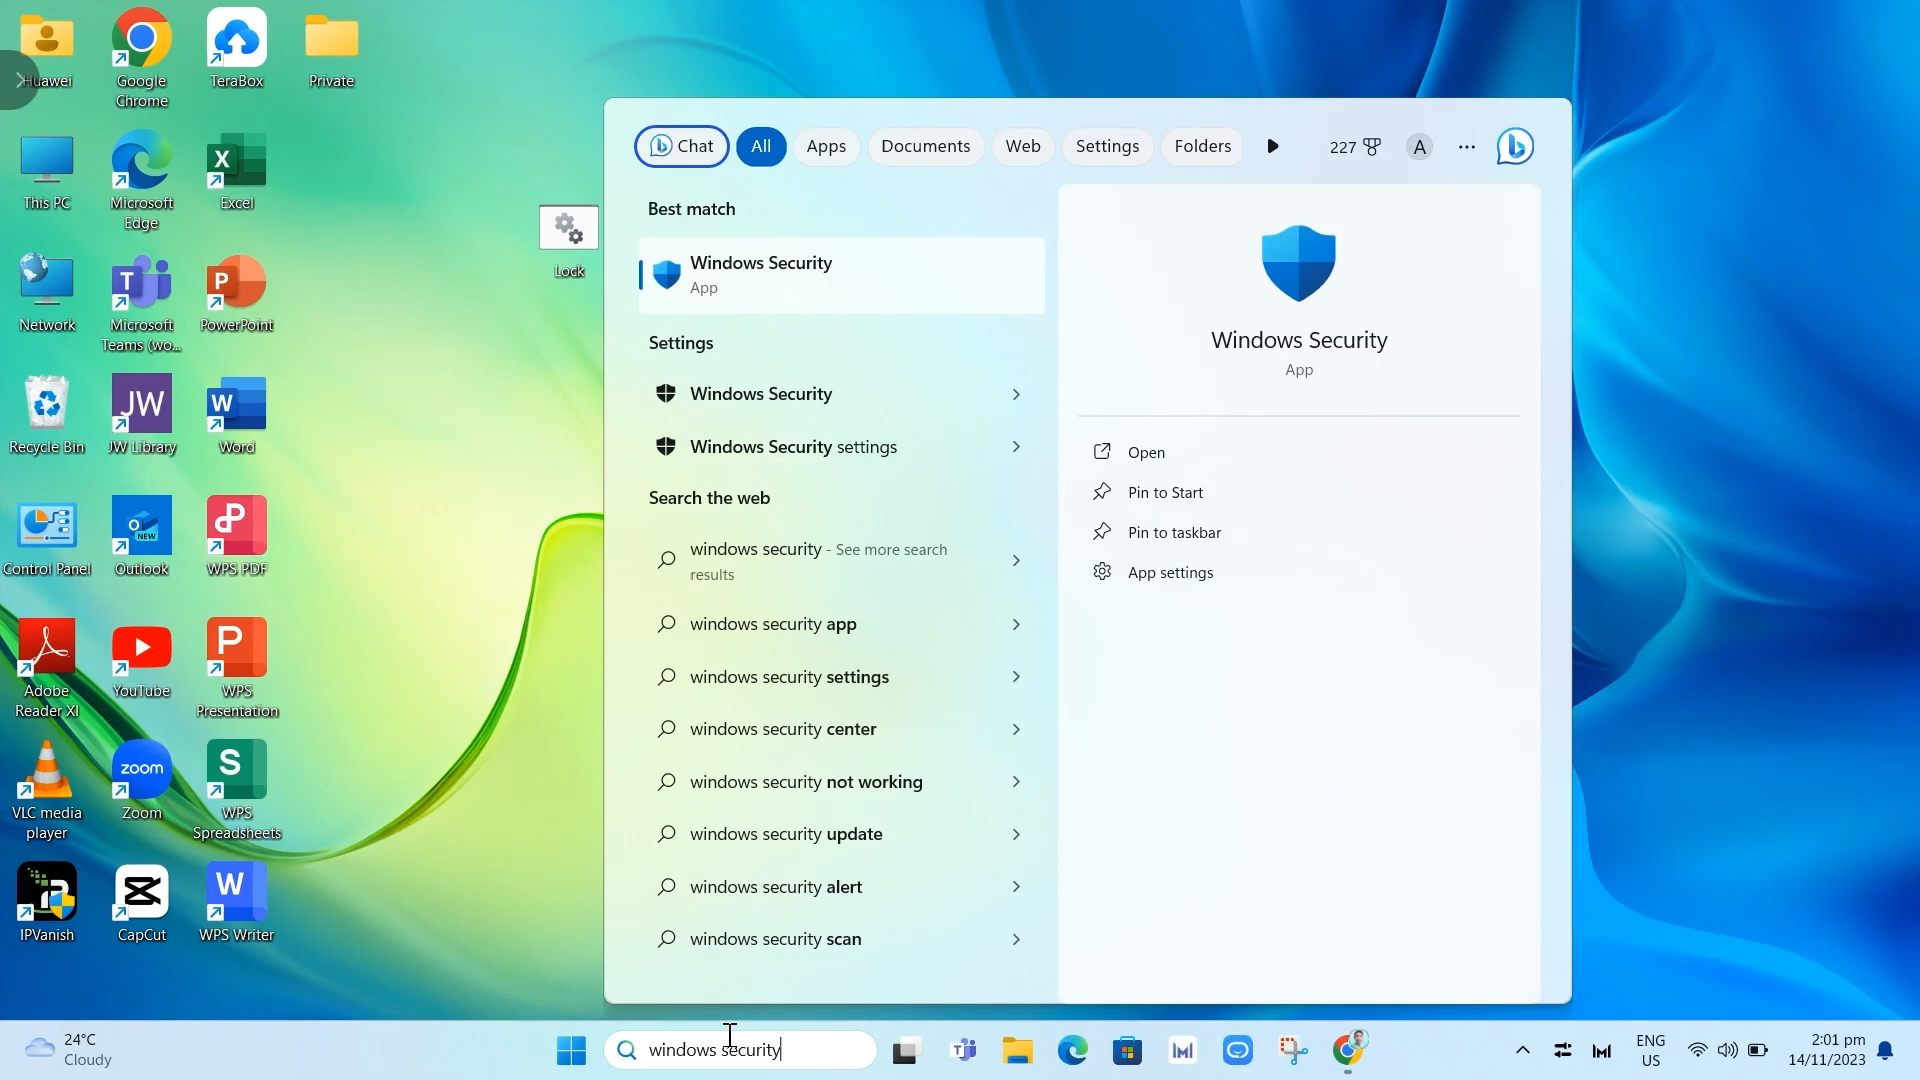 Huawei
Google
Chrome
TeraBox
Private
This PC
Microsoft
Edge
X
Excel
Lock
Network
T
Microsoft
Teams (wo...
P
PowerPoint
Recycle Bin
JW
JW Library
W
Word
Control Panel
O
NEW
Outlook
WPS PDF
Adobe
Reader XI
YouTube
P
WPS
Presentation
VLC media
player
zoom
Zoom
S
WPS
Spreadsheets
IPVanish
CapCut
W
WPS Writer
Chat
All
Apps
Documents
Web
Settings
Folders
227
A
Best match
Windows Security
App
Settings
Windows Security
Windows Security settings
Search the web
windows security - See more search
results
windows security app
windows security settings
windows security center
windows security not working
windows security update
windows security alert
windows security scan
Windows Security
App
Open
Pin to Start
Pin to taskbar
App settings
24°C
Cloudy
windows security
ENG
US
2:01 pm
14/11/2023